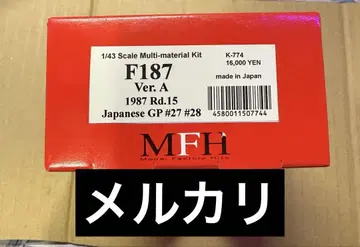 1/43 Scale Multi-material Kit
K-774
16,000 YEN
F187
Ver. A
made in Japan
1987 Rd.15
Japanese GP #27 #28
4580011507744
MFH
Model Factory Hiro
メルカリ